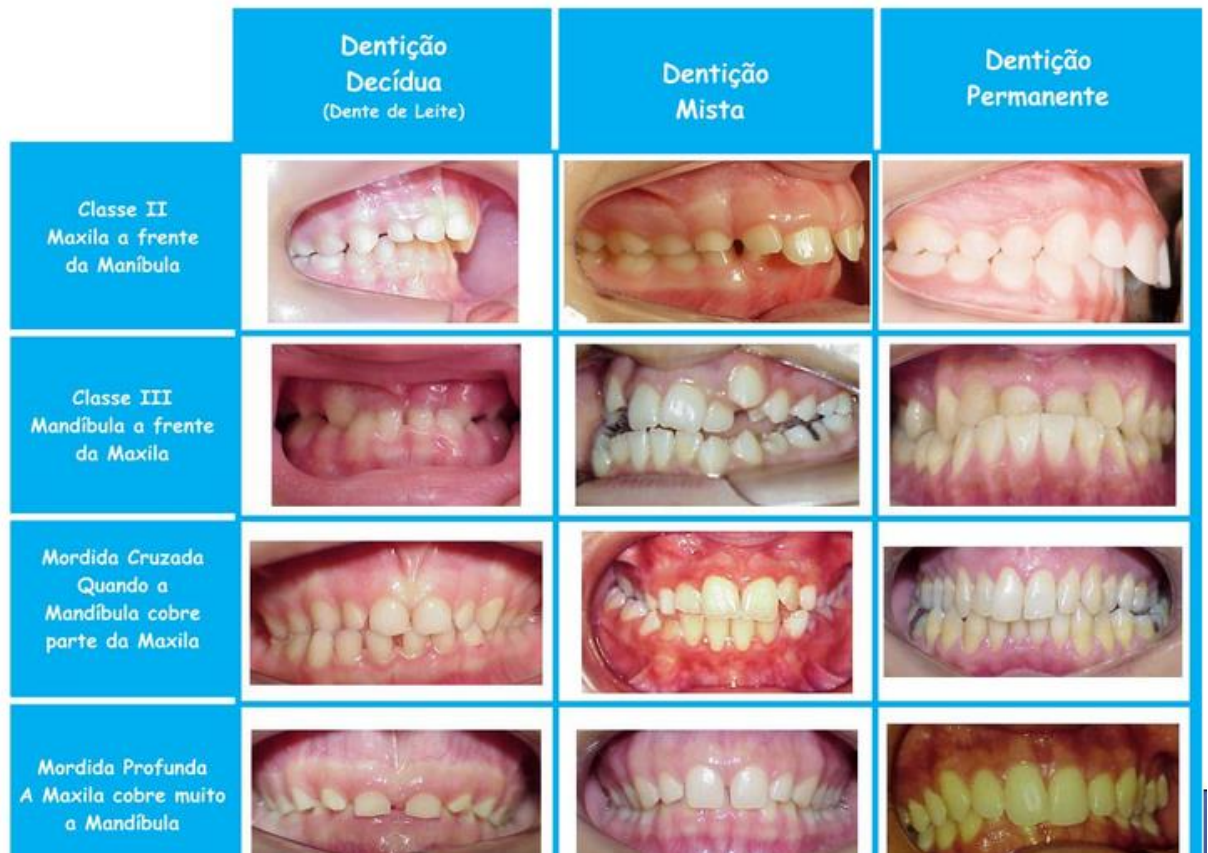 Dentição
Decídua
(Dente de Leite)
Dentição
Mista
Dentição
Permanente
Classe II
Maxila a frente
da Maníbula
Classe III
Mandíbula a frente
da Maxila
Mordida Cruzada
Quando a
Mandíbula cobre
parte da Maxila
Mordida Profunda
A Maxila cobre muito
a Mandíbula